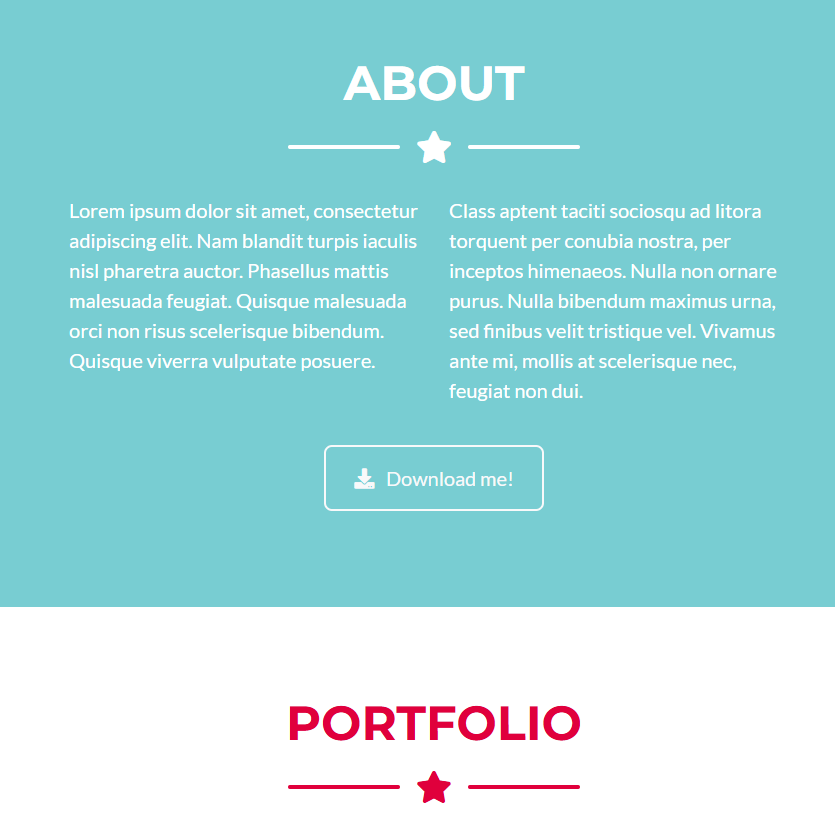 ABOUT
Lorem ipsum dolor sit amet, consectetur
adipiscing elit. Nam blandit turpis iaculis
nisl pharetra auctor. Phasellus mattis
malesuada feugiat. Quisque malesuada
orci non risus scelerisque bibendum.
Quisque viverra vulputate posuere.
Class aptent taciti sociosqu ad litora
torquent per conubia nostra, per
inceptos himenaeos. Nulla non ornare
purus. Nulla bibendum maximus urna,
sed finibus velit tristique vel. Vivamus
ante mi, mollis at scelerisque nec,
feugiat non dui.
Download me!
PORTFOLIO